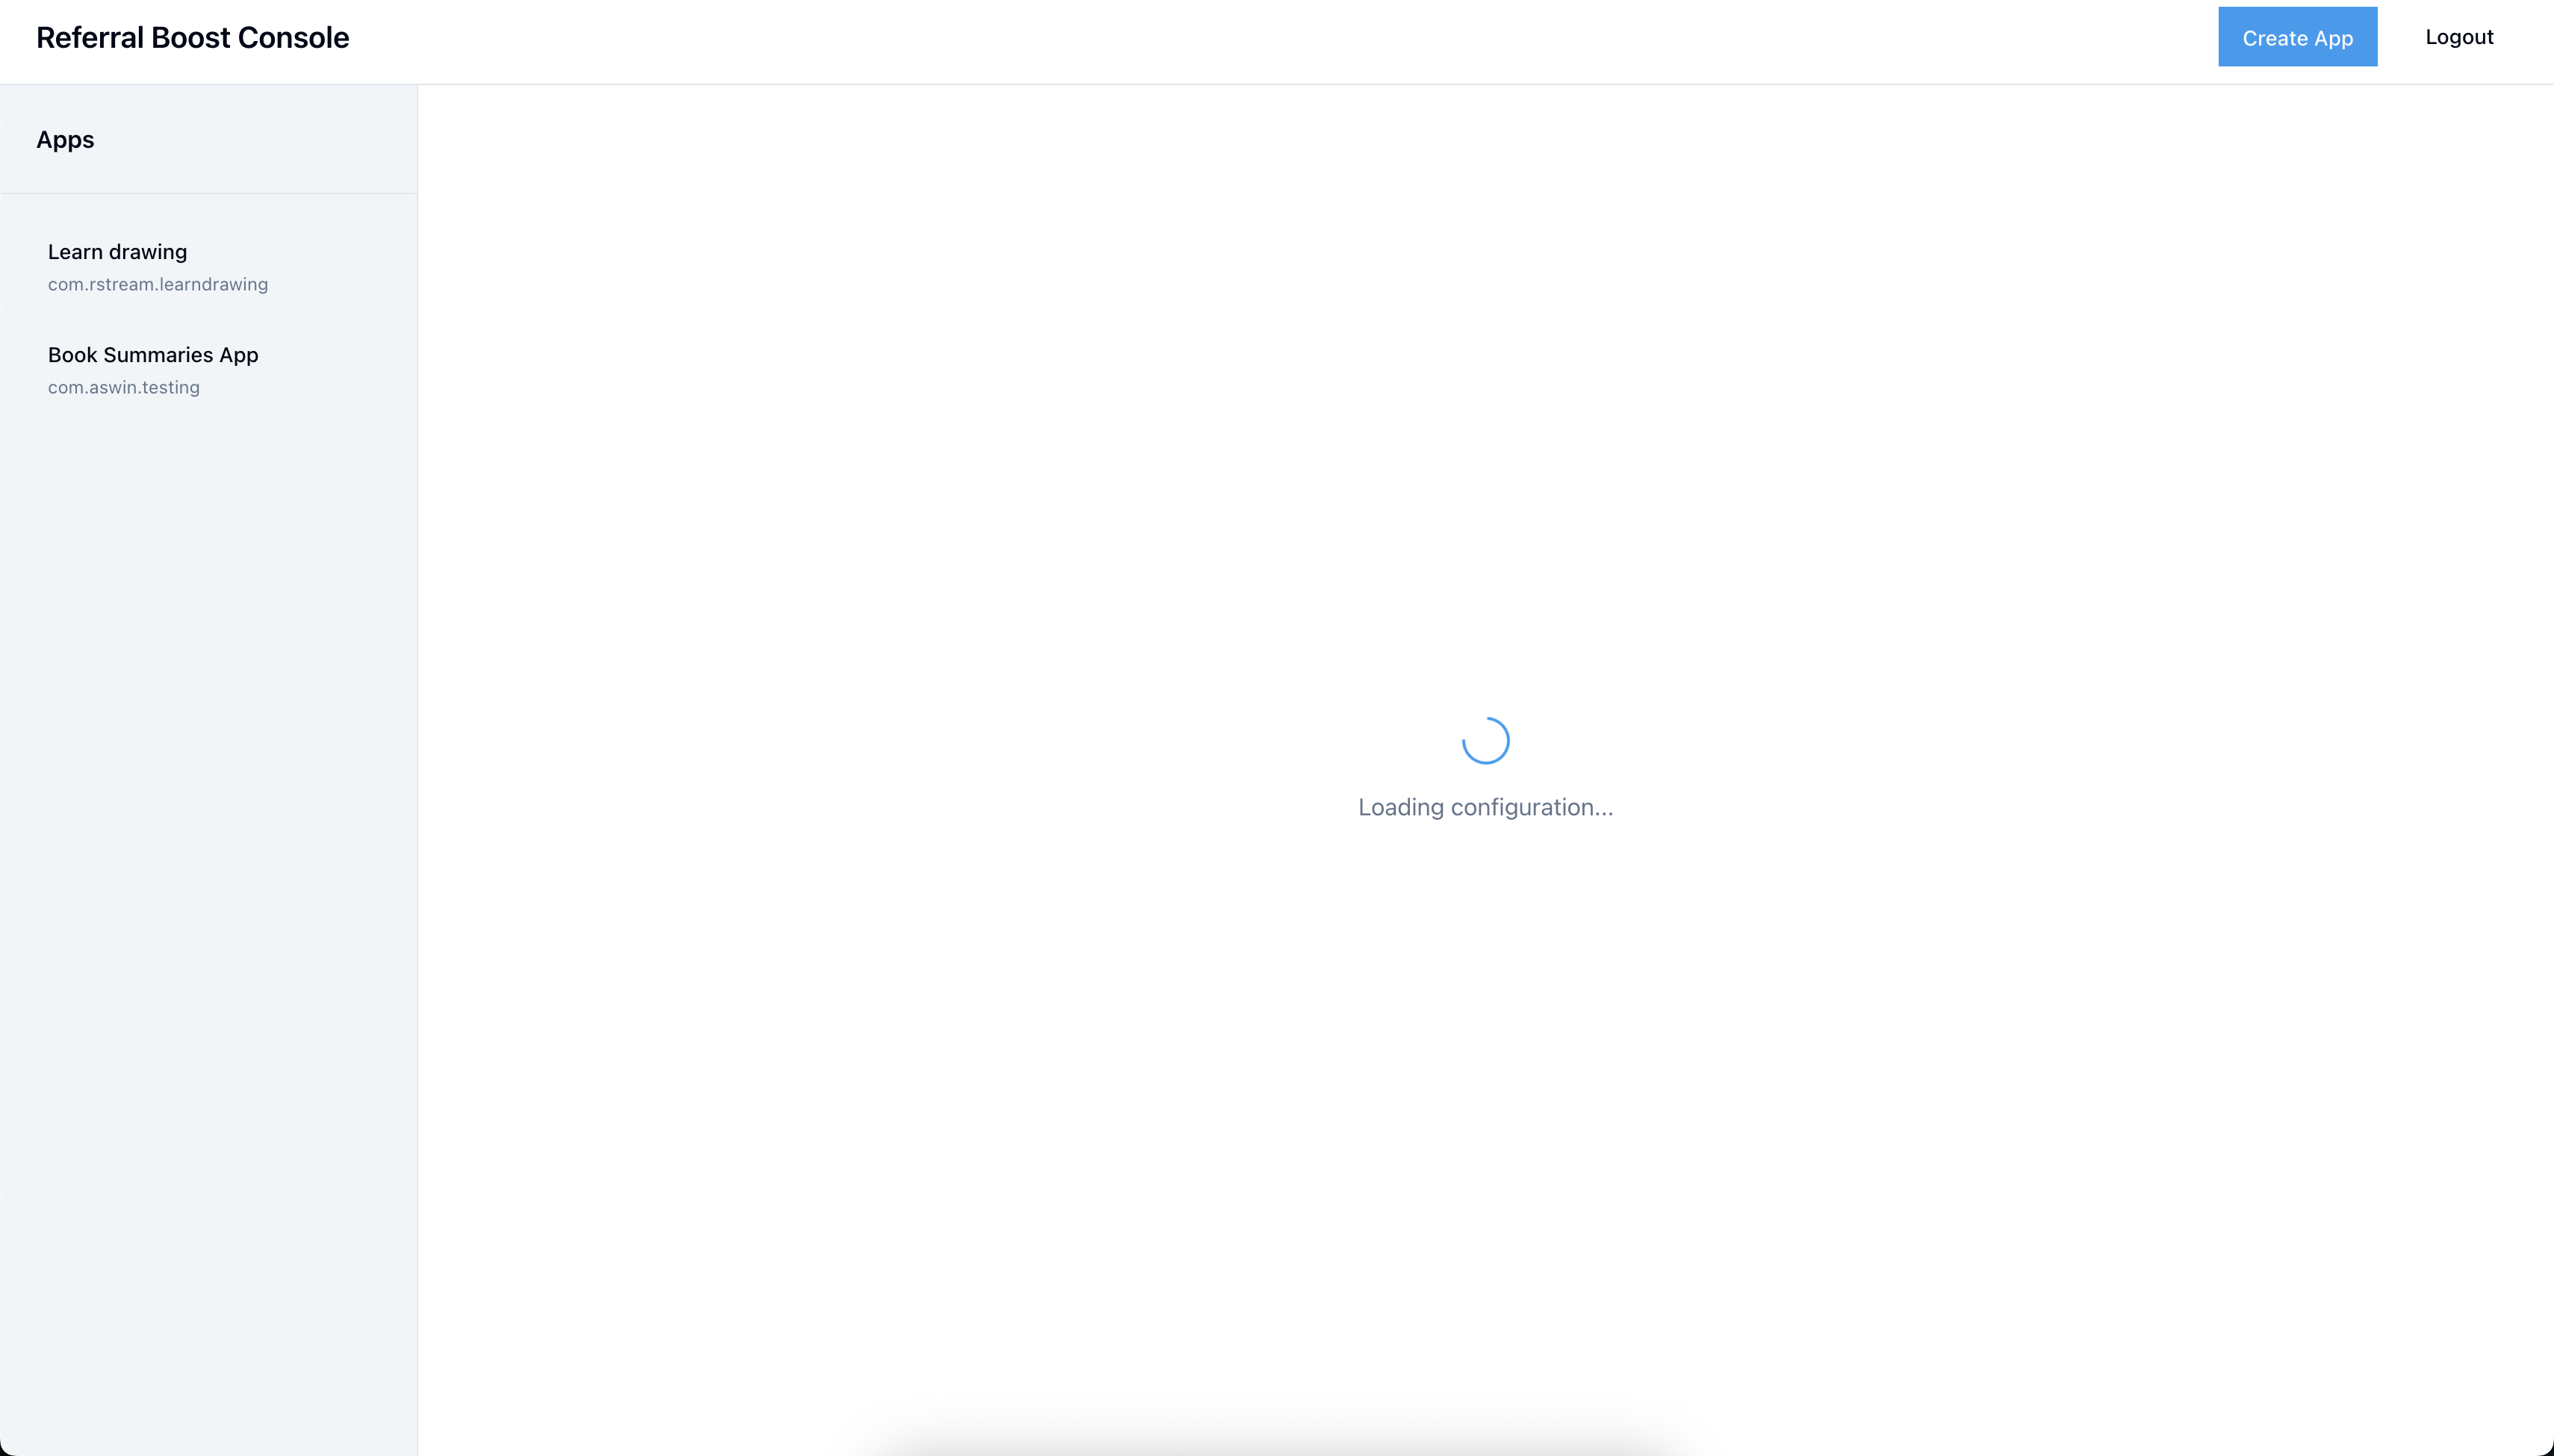 Referral Boost Console
Create App
Logout
Apps
Learn drawing
com.rstream.learndrawing
Book Summaries App
com.aswin.testing
Loading configuration...